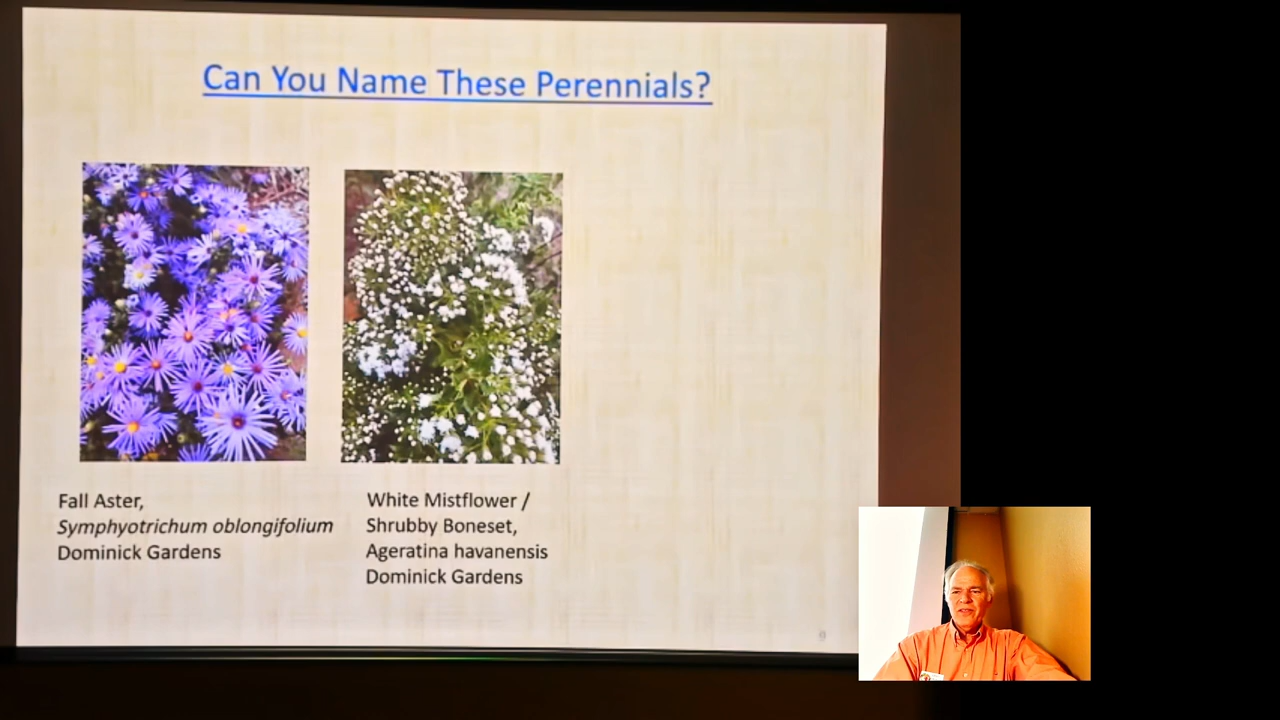 Can You Name These Perennials?
Fall Aster,
Symphyotrichum oblongifolium
Dominick Gardens
White Mistflower /
Shrubby Boneset,
Ageratina havanensis
Dominick Gardens
9